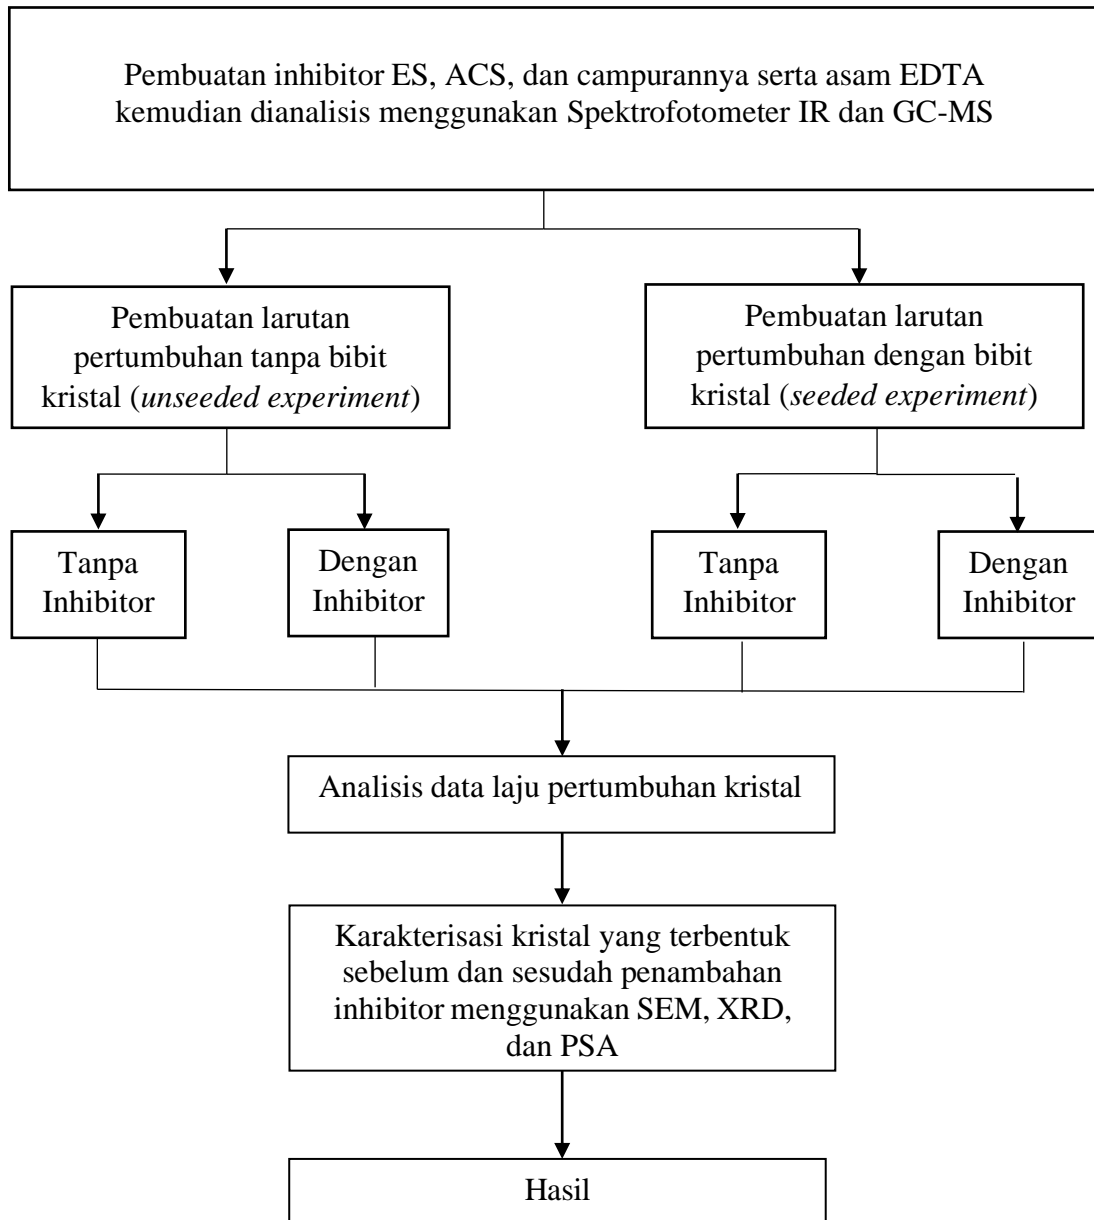 Pembuatan inhibitor ES, ACS, dan campurannya serta asam EDTA
kemudian dianalisis menggunakan Spektrofotometer IR dan GC-MS
Pembuatan larutan
pertumbuhan tanpa bibit
kristal (unseeded experiment)
Pembuatan larutan
pertumbuhan dengan bibit
kristal (seeded experiment)
Tanpa
Inhibitor
Dengan
Inhibitor
Tanpa
Inhibitor
Dengan
Inhibitor
Analisis data laju pertumbuhan kristal
Karakterisasi kristal yang terbentuk
sebelum dan sesudah penambahan
inhibitor menggunakan SEM, XRD,
dan PSA
Hasil